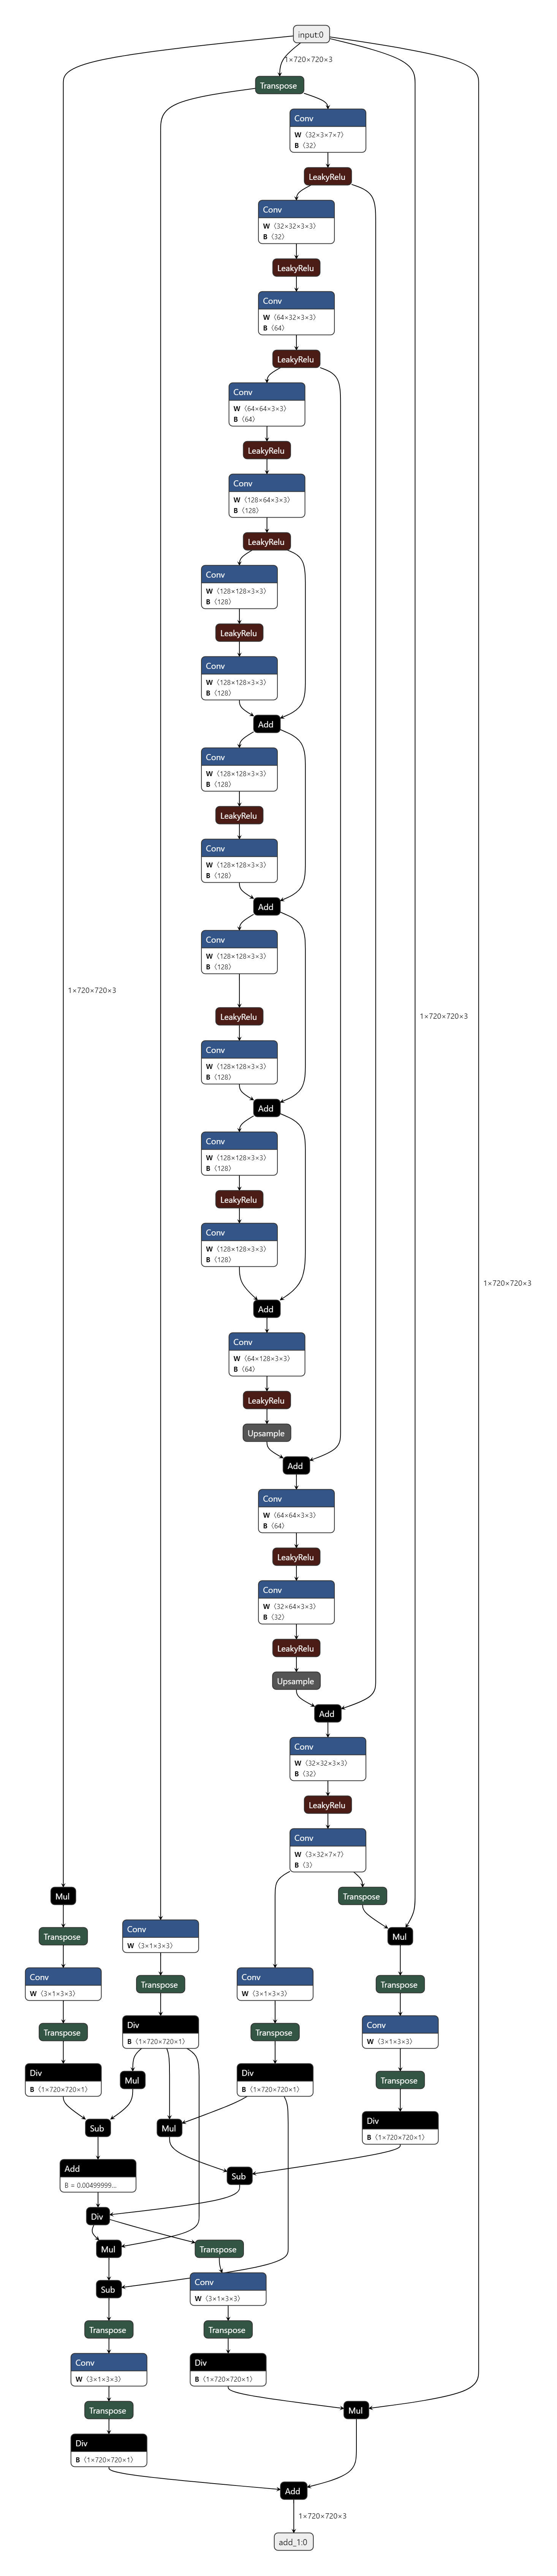 input:0
1×720×720×3
Transpose
Conv
W ⟨32×3×7×7⟩
B ⟨32⟩
LeakyRelu
Conv
W ⟨32×32×3×3⟩
B ⟨32⟩
LeakyRelu
Conv
W ⟨64×32×3×3⟩
B ⟨64⟩
LeakyRelu
Conv
W ⟨64×64×3×3⟩
B ⟨64⟩
LeakyRelu
Conv
W ⟨128×64×3×3⟩
B ⟨128⟩
LeakyRelu
Conv
W ⟨128×128×3×3⟩
B ⟨128⟩
LeakyRelu
Conv
W ⟨128×128×3×3⟩
B ⟨128⟩
Add
Conv
W ⟨128×128×3×3⟩
B ⟨128⟩
LeakyRelu
Conv
W ⟨128×128×3×3⟩
B ⟨128⟩
Add
Conv
W ⟨128×128×3×3⟩
B ⟨128⟩
1×720×720×3
LeakyRelu
1×720×720×3
Conv
W ⟨128×128×3×3⟩
B ⟨128⟩
Add
Conv
W ⟨128×128×3×3⟩
B ⟨128⟩
LeakyRelu
Conv
W ⟨128×128×3×3⟩
B ⟨128⟩
1×720×720×3
Add
Conv
W ⟨64×128×3×3⟩
B ⟨64⟩
LeakyRelu
Upsample
Add
Conv
W ⟨64×64×3×3⟩
B ⟨64⟩
LeakyRelu
Conv
W ⟨32×64×3×3⟩
B ⟨32⟩
LeakyRelu
Upsample
Add
Conv
W ⟨32×32×3×3⟩
B ⟨32⟩
LeakyRelu
Conv
W ⟨3×32×7×7⟩
B ⟨3⟩
Mul
Transpose
Transpose
Conv
W ⟨3×1×3×3⟩
Mul
Conv
W ⟨3×1×3×3⟩
Transpose
Conv
W ⟨3×1×3×3⟩
Transpose
Transpose
Div
B ⟨1×720×720×1⟩
Transpose
Conv
W ⟨3×1×3×3⟩
Div
B ⟨1×720×720×1⟩
Mul
Div
B ⟨1×720×720×1⟩
Transpose
Sub
Mul
Div
B ⟨1×720×720×1⟩
Add
B = 0.00499999...
Sub
Div
Mul
Transpose
Sub
Conv
W ⟨3×1×3×3⟩
Transpose
Transpose
Conv
W ⟨3×1×3×3⟩
Div
B ⟨1×720×720×1⟩
Transpose
Mul
Div
B ⟨1×720×720×1⟩
Add
1×720×720×3
add_1:0